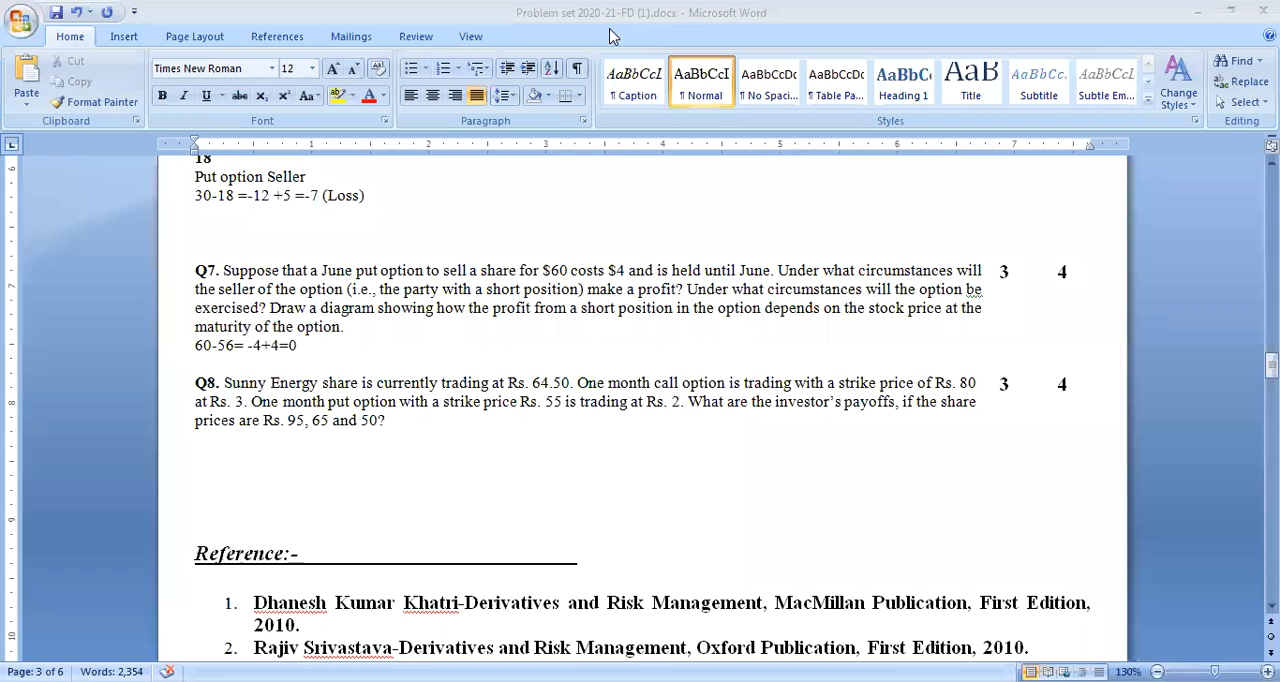 Problem set 2020-21-FD (1).docx - Microsoft Word
Home Insert Page Layout References Mailings Review View
Paste
Cut
Copy
Format Painter
Clipboard
Times New Roman 12
B I U abc x₂ x² Aa
Font
Paragraph
AaBbCcI AaBbCcI AaBbCcDc AaBbCcDc AaBbC AaB AaBbCc. AaBbCcI
¶ Caption ¶ Normal ¶ No Spaci... ¶ Table Pa... Heading 1 Title Subtitle Subtle Em...
Change Styles
Styles
Find
Replace
Select
Editing
1 2 3 4 5 6 7
18
Put option Seller
30-18 =-12 +5 =-7 (Loss)
Q7. Suppose that a June put option to sell a share for $60 costs $4 and is held until June. Under what circumstances will 3 4
the seller of the option (i.e., the party with a short position) make a profit? Under what circumstances will the option be
exercised? Draw a diagram showing how the profit from a short position in the option depends on the stock price at the
maturity of the option.
60-56= -4+4=0
Q8. Sunny Energy share is currently trading at Rs. 64.50. One month call option is trading with a strike price of Rs. 80 3 4
at Rs. 3. One month put option with a strike price Rs. 55 is trading at Rs. 2. What are the investor's payoffs, if the share
prices are Rs. 95, 65 and 50?
Reference:-
1. Dhanesh Kumar Khatri-Derivatives and Risk Management, MacMillan Publication, First Edition,
2010.
2. Rajiv Srivastava-Derivatives and Risk Management, Oxford Publication, First Edition, 2010.
Page: 3 of 6 Words: 2,354 130%